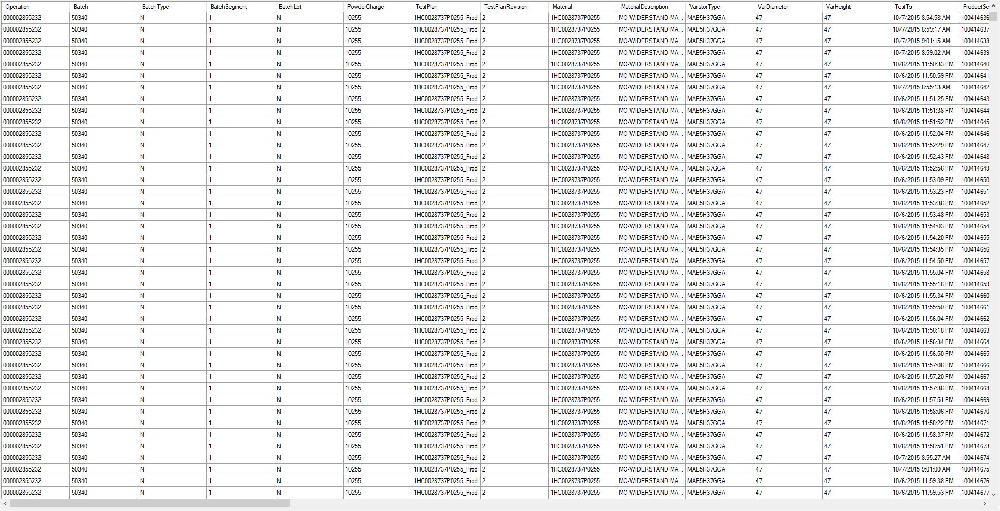 Operation Batch BatchType BatchSegment BatchLot PowderCharge TestPlan TestPlanRevision Material MaterialDescription VaristorType VarDiameter VarHeight TestTs ProductSe
000002855232 50340 N 1 N 10255 1HC0028737P0255_Prod 2 1HC0028737P0255 MO-WIDERSTAND MA... MAE5H37GGA 47 47 10/7/2015 8:54:58 AM 100414636
000002855232 50340 N 1 N 10255 1HC0028737P0255_Prod 2 1HC0028737P0255 MO-WIDERSTAND MA... MAE5H37GGA 47 47 10/7/2015 8:59:17 AM 100414637
000002855232 50340 N 1 N 10255 1HC0028737P0255_Prod 2 1HC0028737P0255 MO-WIDERSTAND MA... MAE5H37GGA 47 47 10/7/2015 9:01:15 AM 100414638
000002855232 50340 N 1 N 10255 1HC0028737P0255_Prod 2 1HC0028737P0255 MO-WIDERSTAND MA... MAE5H37GGA 47 47 10/7/2015 8:59:02 AM 100414639
000002855232 50340 N 1 N 10255 1HC0028737P0255_Prod 2 1HC0028737P0255 MO-WIDERSTAND MA... MAE5H37GGA 47 47 10/6/2015 11:50:33 PM 100414640
000002855232 50340 N 1 N 10255 1HC0028737P0255_Prod 2 1HC0028737P0255 MO-WIDERSTAND MA... MAE5H37GGA 47 47 10/6/2015 11:50:59 PM 100414641
000002855232 50340 N 1 N 10255 1HC0028737P0255_Prod 2 1HC0028737P0255 MO-WIDERSTAND MA... MAE5H37GGA 47 47 10/7/2015 8:55:13 AM 100414642
000002855232 50340 N 1 N 10255 1HC0028737P0255_Prod 2 1HC0028737P0255 MO-WIDERSTAND MA... MAE5H37GGA 47 47 10/6/2015 11:51:25 PM 100414643
000002855232 50340 N 1 N 10255 1HC0028737P0255_Prod 2 1HC0028737P0255 MO-WIDERSTAND MA... MAE5H37GGA 47 47 10/6/2015 11:51:38 PM 100414644
000002855232 50340 N 1 N 10255 1HC0028737P0255_Prod 2 1HC0028737P0255 MO-WIDERSTAND MA... MAE5H37GGA 47 47 10/6/2015 11:51:52 PM 100414645
000002855232 50340 N 1 N 10255 1HC0028737P0255_Prod 2 1HC0028737P0255 MO-WIDERSTAND MA... MAE5H37GGA 47 47 10/6/2015 11:52:04 PM 100414646
000002855232 50340 N 1 N 10255 1HC0028737P0255_Prod 2 1HC0028737P0255 MO-WIDERSTAND MA... MAE5H37GGA 47 47 10/6/2015 11:52:29 PM 100414647
000002855232 50340 N 1 N 10255 1HC0028737P0255_Prod 2 1HC0028737P0255 MO-WIDERSTAND MA... MAE5H37GGA 47 47 10/6/2015 11:52:43 PM 100414648
000002855232 50340 N 1 N 10255 1HC0028737P0255_Prod 2 1HC0028737P0255 MO-WIDERSTAND MA... MAE5H37GGA 47 47 10/6/2015 11:52:56 PM 100414649
000002855232 50340 N 1 N 10255 1HC0028737P0255_Prod 2 1HC0028737P0255 MO-WIDERSTAND MA... MAE5H37GGA 47 47 10/6/2015 11:53:09 PM 100414650
000002855232 50340 N 1 N 10255 1HC0028737P0255_Prod 2 1HC0028737P0255 MO-WIDERSTAND MA... MAE5H37GGA 47 47 10/6/2015 11:53:23 PM 100414651
000002855232 50340 N 1 N 10255 1HC0028737P0255_Prod 2 1HC0028737P0255 MO-WIDERSTAND MA... MAE5H37GGA 47 47 10/6/2015 11:53:36 PM 100414652
000002855232 50340 N 1 N 10255 1HC0028737P0255_Prod 2 1HC0028737P0255 MO-WIDERSTAND MA... MAE5H37GGA 47 47 10/6/2015 11:53:48 PM 100414653
000002855232 50340 N 1 N 10255 1HC0028737P0255_Prod 2 1HC0028737P0255 MO-WIDERSTAND MA... MAE5H37GGA 47 47 10/6/2015 11:54:03 PM 100414654
000002855232 50340 N 1 N 10255 1HC0028737P0255_Prod 2 1HC0028737P0255 MO-WIDERSTAND MA... MAE5H37GGA 47 47 10/6/2015 11:54:20 PM 100414655
000002855232 50340 N 1 N 10255 1HC0028737P0255_Prod 2 1HC0028737P0255 MO-WIDERSTAND MA... MAE5H37GGA 47 47 10/6/2015 11:54:35 PM 100414656
000002855232 50340 N 1 N 10255 1HC0028737P0255_Prod 2 1HC0028737P0255 MO-WIDERSTAND MA... MAE5H37GGA 47 47 10/6/2015 11:54:50 PM 100414657
000002855232 50340 N 1 N 10255 1HC0028737P0255_Prod 2 1HC0028737P0255 MO-WIDERSTAND MA... MAE5H37GGA 47 47 10/6/2015 11:55:04 PM 100414658
000002855232 50340 N 1 N 10255 1HC0028737P0255_Prod 2 1HC0028737P0255 MO-WIDERSTAND MA... MAE5H37GGA 47 47 10/6/2015 11:55:18 PM 100414659
000002855232 50340 N 1 N 10255 1HC0028737P0255_Prod 2 1HC0028737P0255 MO-WIDERSTAND MA... MAE5H37GGA 47 47 10/6/2015 11:55:34 PM 100414660
000002855232 50340 N 1 N 10255 1HC0028737P0255_Prod 2 1HC0028737P0255 MO-WIDERSTAND MA... MAE5H37GGA 47 47 10/6/2015 11:55:50 PM 100414661
000002855232 50340 N 1 N 10255 1HC0028737P0255_Prod 2 1HC0028737P0255 MO-WIDERSTAND MA... MAE5H37GGA 47 47 10/6/2015 11:56:04 PM 100414662
000002855232 50340 N 1 N 10255 1HC0028737P0255_Prod 2 1HC0028737P0255 MO-WIDERSTAND MA... MAE5H37GGA 47 47 10/6/2015 11:56:18 PM 100414663
000002855232 50340 N 1 N 10255 1HC0028737P0255_Prod 2 1HC0028737P0255 MO-WIDERSTAND MA... MAE5H37GGA 47 47 10/6/2015 11:56:34 PM 100414664
000002855232 50340 N 1 N 10255 1HC0028737P0255_Prod 2 1HC0028737P0255 MO-WIDERSTAND MA... MAE5H37GGA 47 47 10/6/2015 11:56:50 PM 100414665
000002855232 50340 N 1 N 10255 1HC0028737P0255_Prod 2 1HC0028737P0255 MO-WIDERSTAND MA... MAE5H37GGA 47 47 10/6/2015 11:57:06 PM 100414666
000002855232 50340 N 1 N 10255 1HC0028737P0255_Prod 2 1HC0028737P0255 MO-WIDERSTAND MA... MAE5H37GGA 47 47 10/6/2015 11:57:20 PM 100414667
000002855232 50340 N 1 N 10255 1HC0028737P0255_Prod 2 1HC0028737P0255 MO-WIDERSTAND MA... MAE5H37GGA 47 47 10/6/2015 11:57:36 PM 100414668
000002855232 50340 N 1 N 10255 1HC0028737P0255_Prod 2 1HC0028737P0255 MO-WIDERSTAND MA... MAE5H37GGA 47 47 10/6/2015 11:57:51 PM 100414669
000002855232 50340 N 1 N 10255 1HC0028737P0255_Prod 2 1HC0028737P0255 MO-WIDERSTAND MA... MAE5H37GGA 47 47 10/6/2015 11:58:06 PM 100414670
000002855232 50340 N 1 N 10255 1HC0028737P0255_Prod 2 1HC0028737P0255 MO-WIDERSTAND MA... MAE5H37GGA 47 47 10/6/2015 11:58:22 PM 100414671
000002855232 50340 N 1 N 10255 1HC0028737P0255_Prod 2 1HC0028737P0255 MO-WIDERSTAND MA... MAE5H37GGA 47 47 10/6/2015 11:58:37 PM 100414672
000002855232 50340 N 1 N 10255 1HC0028737P0255_Prod 2 1HC0028737P0255 MO-WIDERSTAND MA... MAE5H37GGA 47 47 10/6/2015 11:58:51 PM 100414673
000002855232 50340 N 1 N 10255 1HC0028737P0255_Prod 2 1HC0028737P0255 MO-WIDERSTAND MA... MAE5H37GGA 47 47 10/7/2015 8:55:27 AM 100414674
000002855232 50340 N 1 N 10255 1HC0028737P0255_Prod 2 1HC0028737P0255 MO-WIDERSTAND MA... MAE5H37GGA 47 47 10/7/2015 9:01:00 AM 100414675
000002855232 50340 N 1 N 10255 1HC0028737P0255_Prod 2 1HC0028737P0255 MO-WIDERSTAND MA... MAE5H37GGA 47 47 10/6/2015 11:59:38 PM 100414676
000002855232 50340 N 1 N 10255 1HC0028737P0255_Prod 2 1HC0028737P0255 MO-WIDERSTAND MA... MAE5H37GGA 47 47 10/6/2015 11:59:53 PM 100414677